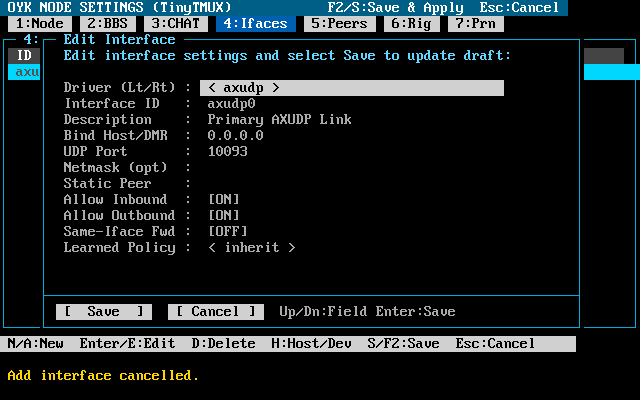 OYK NODE SETTINGS (TinyTMUX) F2/S:Save & Apply Esc:Cancel
1:Node 2:BBS 3:CHAT 4:Ifaces 5:Peers 6:Rig 7:Prn
4: Edit Interface
ID Edit interface settings and select Save to update draft:
axu
Driver (Lt/Rt) : < axudp >
Interface ID : axudp0
Description : Primary AXUDP Link
Bind Host/DMR : 0.0.0.0
UDP Port : 10093
Netmask (opt) :
Static Peer :
Allow Inbound : [ON]
Allow Outbound : [ON]
Same-Iface Fwd : [OFF]
Learned Policy : < inherit >
[ Save ] [ Cancel ] Up/Dn:Field Enter:Save
N/A:New Enter/E:Edit D:Delete H:Host/Dev S/F2:Save Esc:Cancel
Add interface cancelled.